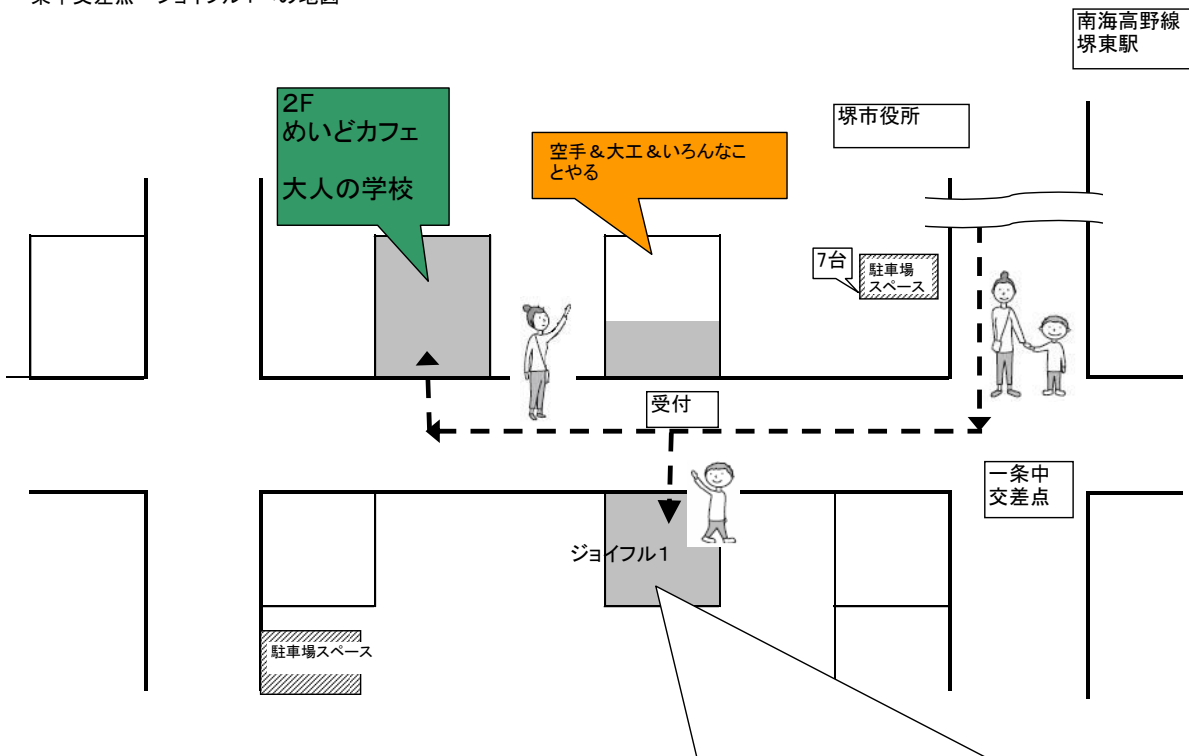 南海高野線
堺東駅
2F
めいどカフェ
大人の学校
空手&大工&いろんなこ
とやる
堺市役所
7台
駐車場
スペース
受付
一条中
交差点
ジョイフル1
駐車場スペース